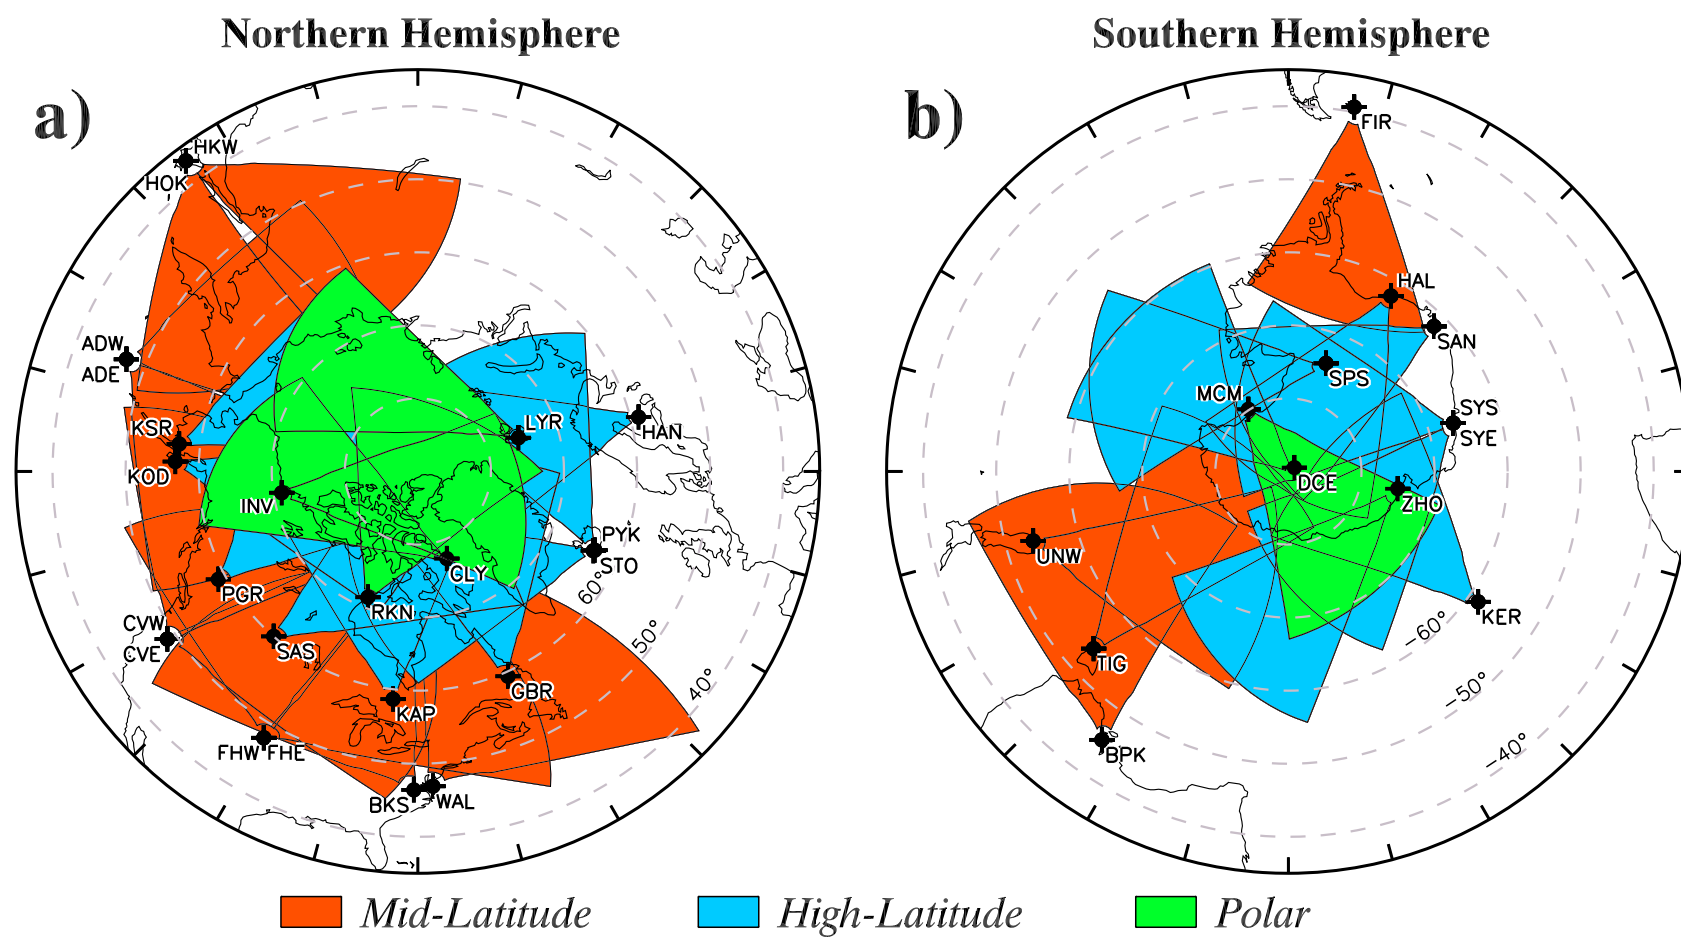 Northern Hemisphere
Southern Hemisphere
a)
HKW
HOK
ADW
ADE
KSR
KOD
INV
LYR
HAN
PYK
STO
CLY
RKN
PGR
CVW
CVE
SAS
GBR
KAP
FHW FHE
BKS
WAL
60°
50°
40°
b)
FIR
HAL
SAN
SPS
MCM
SYS
SYE
DCE
ZHO
UNW
KER
TIG
BPK
−60°
−50°
−40°
Mid-Latitude
High-Latitude
Polar